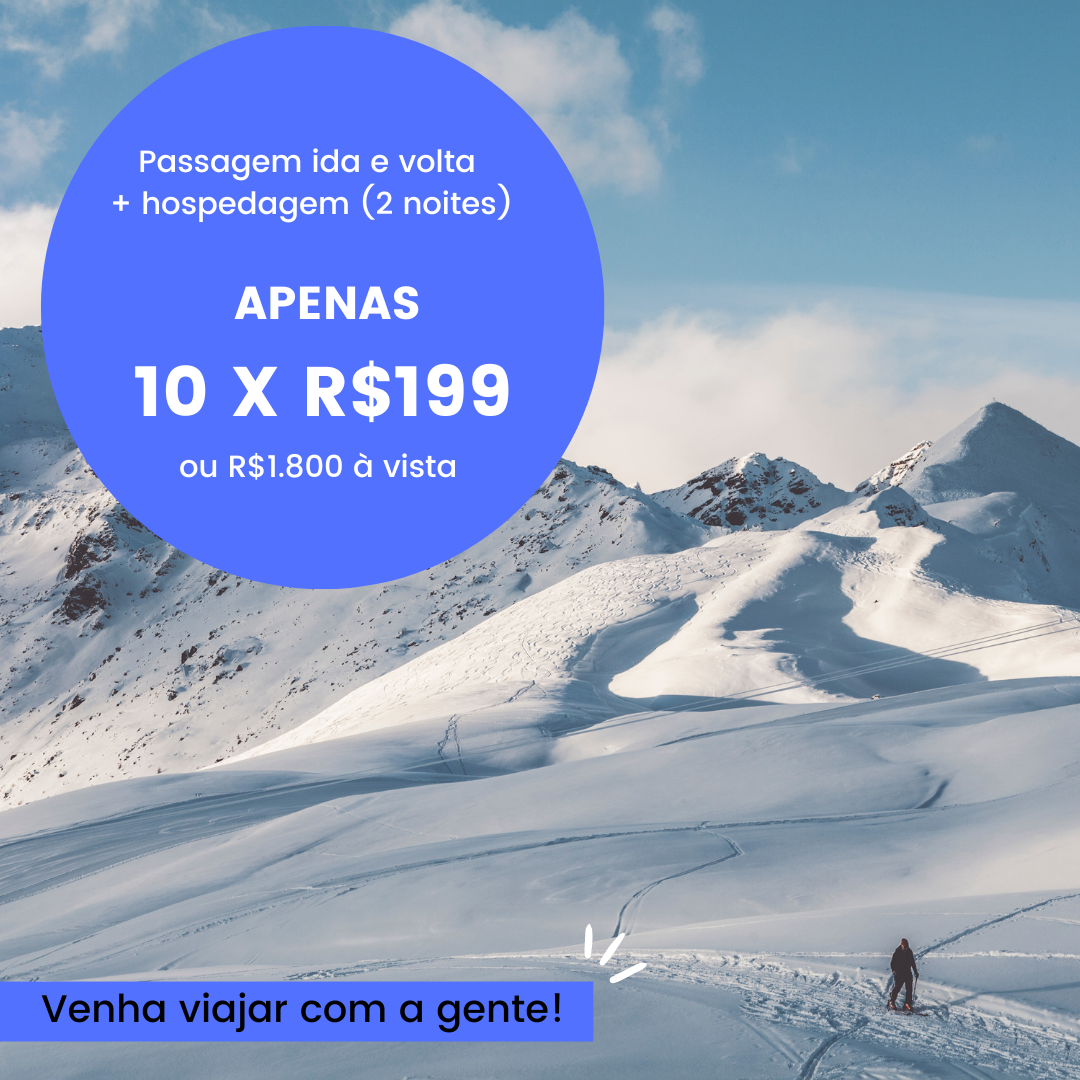 Passagem ida e volta
+ hospedagem (2 noites)
APENAS
10 X R$199
ou R$1.800 à vista
Venha viajar com a gente!